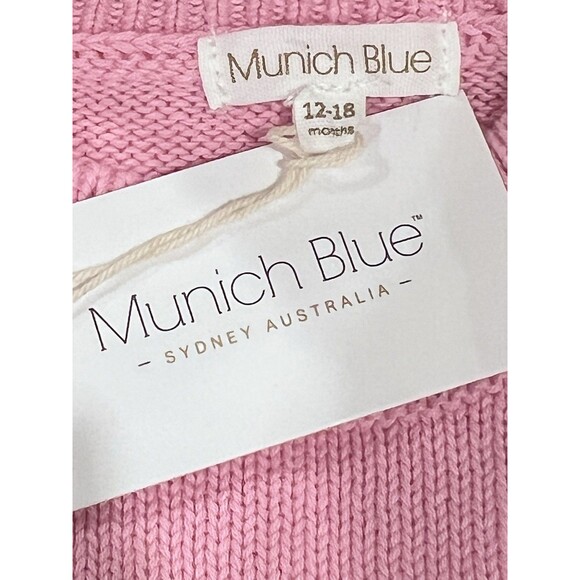 Munich Blue
12-18
months
Munich Blue™
– SYDNEY AUSTRALIA –